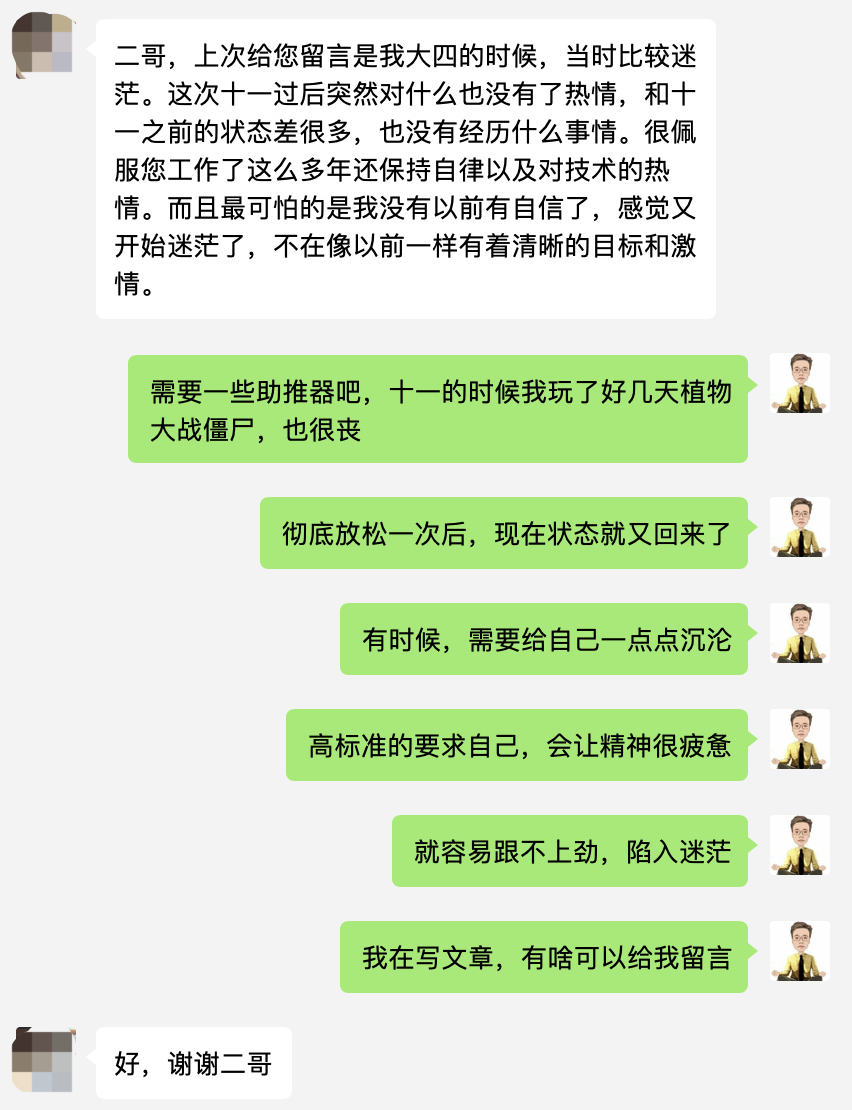 二哥，上次给您留言是我大四的时候，当时比较迷
茫。这次十一过后突然对什么也没有了热情，和十
一之前的状态差很多，也没有经历什么事情。很佩
服您工作了这么多年还保持自律以及对技术的热
情。而且最可怕的是我没有以前有自信了，感觉又
开始迷茫了，不在像以前一样有着清晰的目标和激
情。
需要一些助推器吧，十一的时候我玩了好几天植物
大战僵尸，也很丧
彻底放松一次后，现在状态就又回来了
有时候，需要给自己一点点沉沦
高标准的要求自己，会让精神很疲惫
就容易跟不上劲，陷入迷茫
我在写文章，有啥可以给我留言
好，谢谢二哥